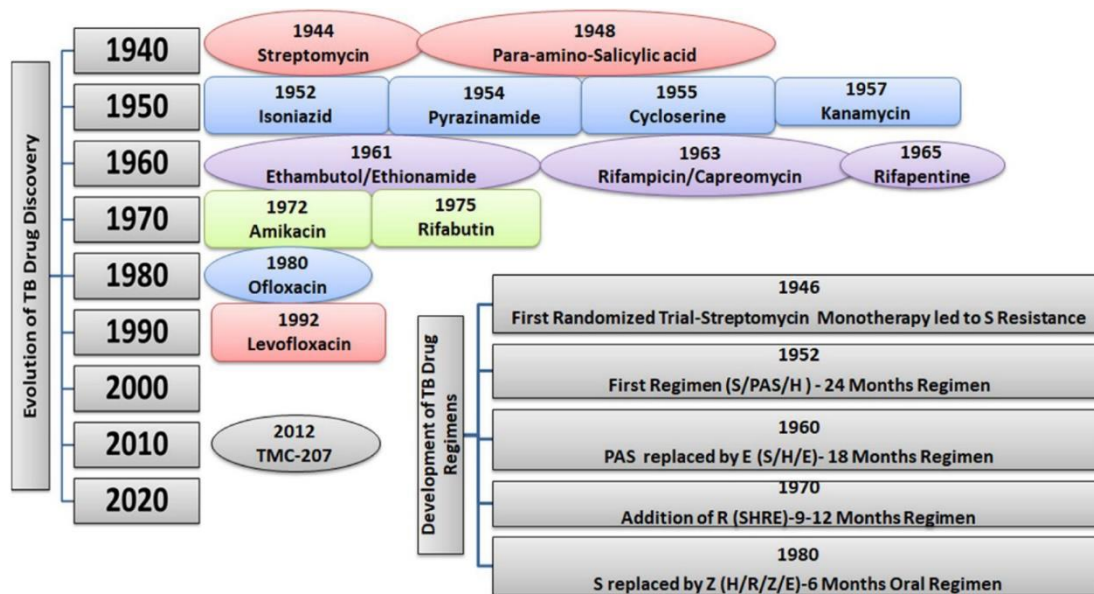 Evolution of TB Drug Discovery
1940
1944
Streptomycin
1948
Para-amino-Salicylic acid
1950
1952
Isoniazid
1954
Pyrazinamide
1955
Cycloserine
1957
Kanamycin
1960
1961
Ethambutol/Ethionamide
1963
Rifampicin/Capreomycin
1965
Rifapentine
1970
1972
Amikacin
1975
Rifabutin
1980
1980
Ofloxacin
1990
1992
Levofloxacin
2000
2010
2012
TMC-207
2020
Development of TB Drug
Regimens
1946
First Randomized Trial-Streptomycin Monotherapy led to S Resistance
1952
First Regimen (S/PAS/H ) - 24 Months Regimen
1960
PAS replaced by E (S/H/E)- 18 Months Regimen
1970
Addition of R (SHRE)-9-12 Months Regimen
1980
S replaced by Z (H/R/Z/E)-6 Months Oral Regimen